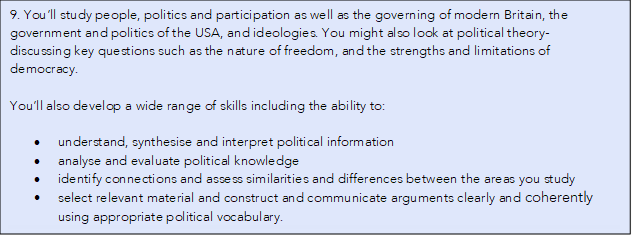 9. You'll study people, politics and participation as well as the governing of modern Britain, the
government and politics of the USA, and ideologies. You might also look at political theory-
discussing key questions such as the nature of freedom, and the strengths and limitations of
democracy.
You'll also develop a wide range of skills including the ability to:
• understand, synthesise and interpret political information
• analyse and evaluate political knowledge
• identify connections and assess similarities and differences between the areas you study
• select relevant material and construct and communicate arguments clearly and coherently
using appropriate political vocabulary.